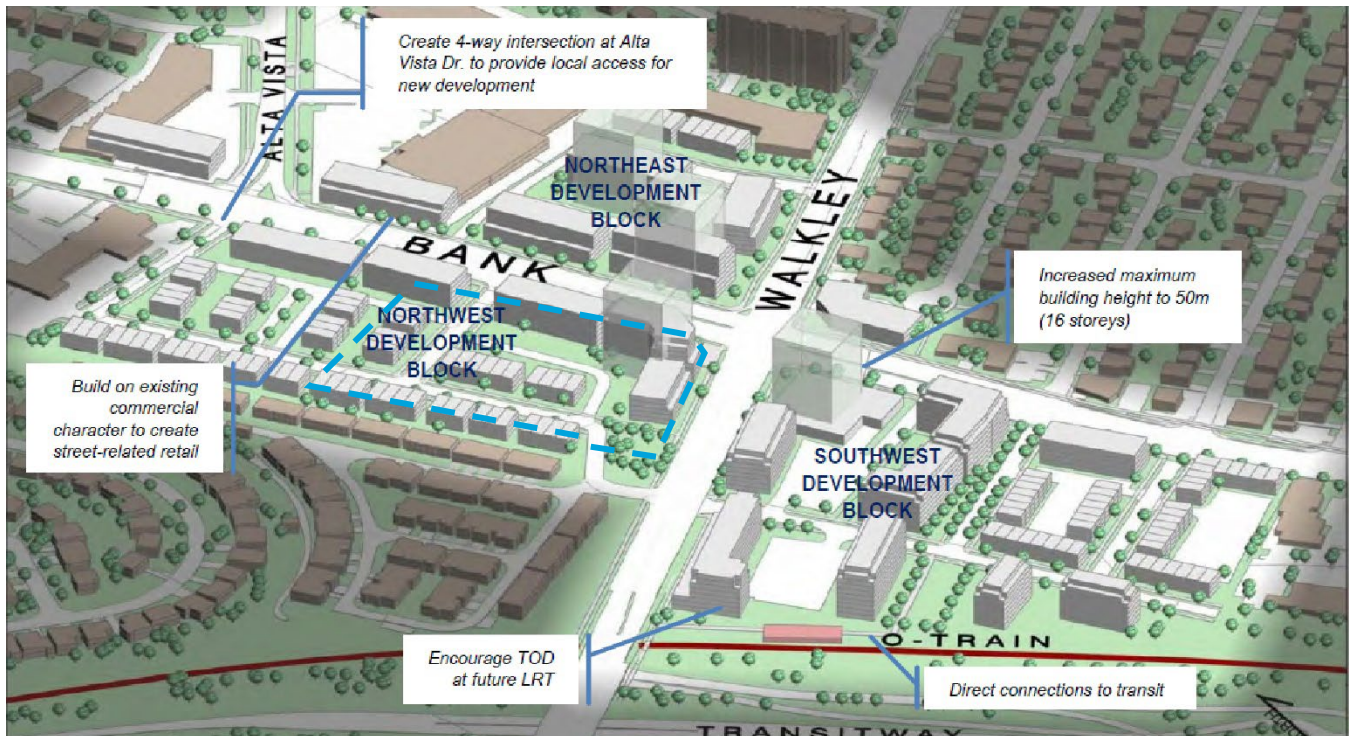 Create 4-way intersection at Alta
Vista Dr. to provide local access for
new development
ALTA VISTA
NORTHEAST
DEVELOPMENT
BLOCK
WALKLEY
BANK
Increased maximum
building height to 50m
(16 storeys)
NORTHWEST
DEVELOPMENT
BLOCK
Build on existing
commercial
character to create
street-related retail
SOUTHWEST
DEVELOPMENT
BLOCK
O-TRAIN
Encourage TOD
at future LRT
Direct connections to transit
TRANSITWAY